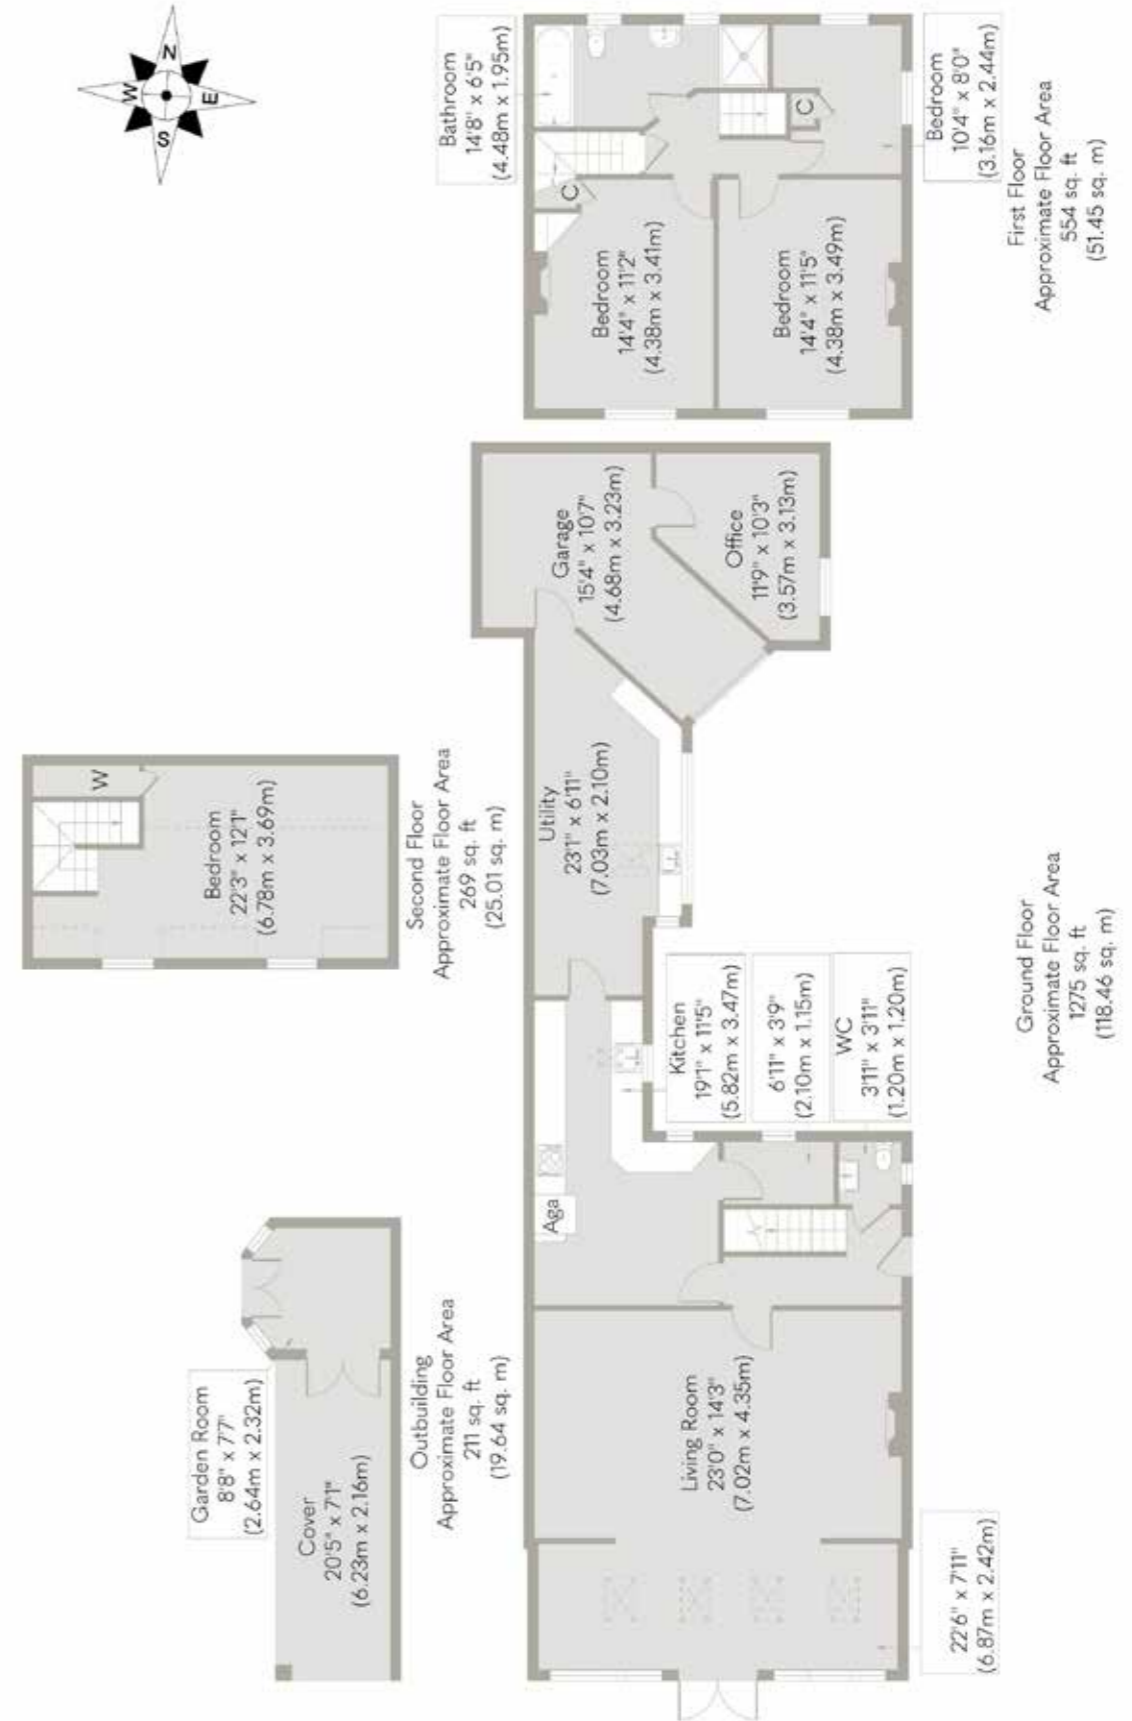 N
W
E
S
Bathroom
14'8" x 6'5"
(4.48m x 1.95m)
C
C
Bedroom
14'4" x 11'2"
(4.38m x 3.41m)
Bedroom
14'4" x 11'5"
(4.38m x 3.49m)
Bedroom
10'4" x 8'0"
(3.16m x 2.44m)
First Floor
Approximate Floor Area
554 sq. ft
(51.45 sq. m)
W
Bedroom
22'3" x 12'1"
(6.78m x 3.69m)
Second Floor
Approximate Floor Area
269 sq. ft
(25.01 sq. m)
Garage
15'4" x 10'7"
(4.68m x 3.23m)
Office
11'9" x 10'3"
(3.57m x 3.13m)
Utility
23'1" x 6'11"
(7.03m x 2.10m)
Kitchen
19'1" x 11'5"
(5.82m x 3.47m)
6'11" x 3'9"
(2.10m x 1.15m)
WC
3'11" x 3'11"
(1.20m x 1.20m)
Aga
Living Room
23'0" x 14'3"
(7.02m x 4.35m)
22'6" x 7'11"
(6.87m x 2.42m)
Ground Floor
Approximate Floor Area
1275 sq. ft
(118.46 sq. m)
Garden Room
8'8" x 7'7"
(2.64m x 2.32m)
Cover
20'5" x 7'1"
(6.23m x 2.16m)
Outbuilding
Approximate Floor Area
211 sq. ft
(19.64 sq. m)